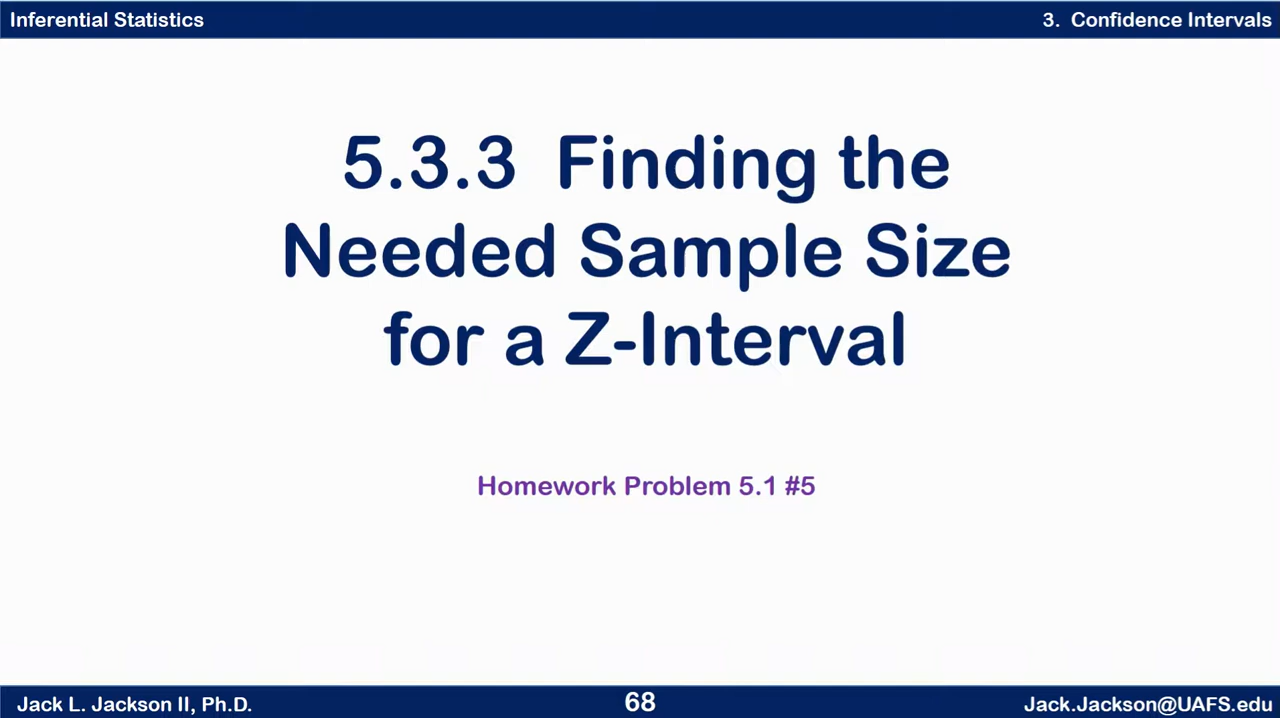 Inferential Statistics
3. Confidence Intervals
5.3.3 Finding the
Needed Sample Size
for a Z-Interval
Homework Problem 5.1 #5
Jack L. Jackson II, Ph.D.
68
Jack.Jackson@UAFS.edu